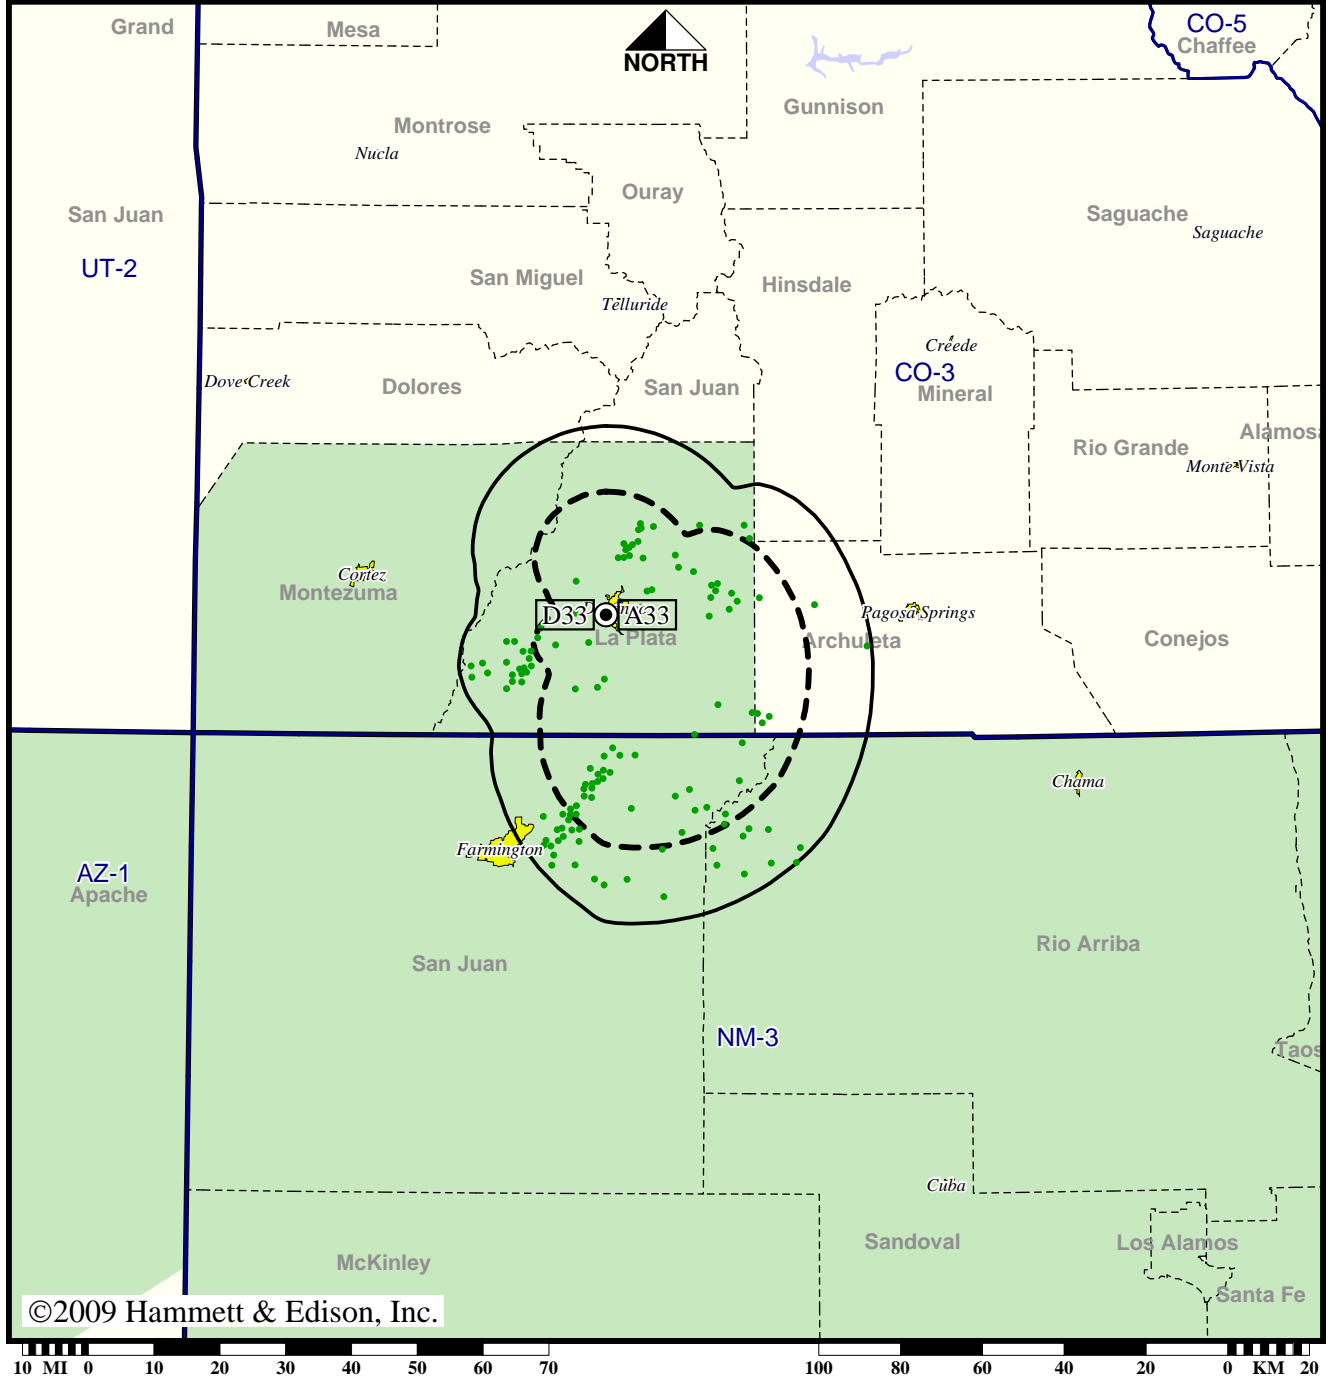 Grand
Mesa
NORTH
CO-5
Chaffee
Gunnison
Montrose
Nucla
Ouray
San Juan
Saguache
Saguache
UT-2
San Miguel
Hinsdale
Telluride
Creede
CO-3
Dove Creek
Dolores
San Juan
Mineral
Alamosa
Rio Grande
Monte Vista
Cortez
Montezuma
D33
A33
Pagosa Springs
La Plata
Archuleta
Conejos
Chama
Farmington
AZ-1
Apache
Rio Arriba
San Juan
NM-3
Taos
Cuba
Sandoval
Los Alamos
McKinley
Santa Fe
©2009 Hammett & Edison, Inc.
10 MI 0 10 20 30 40 50 60 70 100 80 60 40 20 0 KM 20